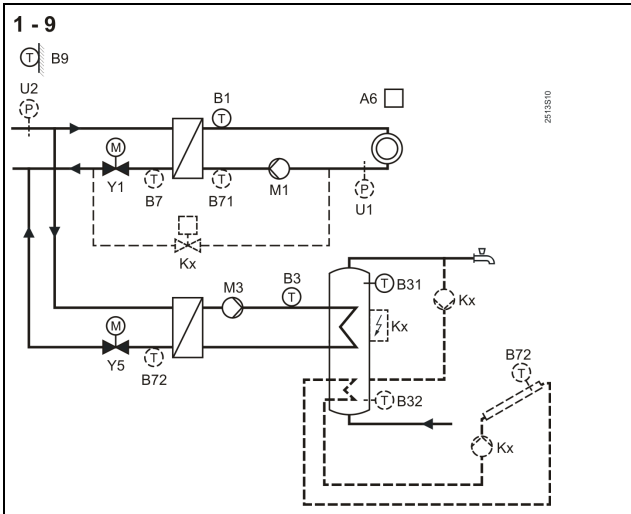 1 - 9
T B9
U2
P
B1
T
A6
2513S10
M
Y1
T
B7
T
B71
M1
P
U1
Kx
M3
B3
T
T B31
Kx
Kx
M
Y5
T
B72
T B32
B72
T
Kx